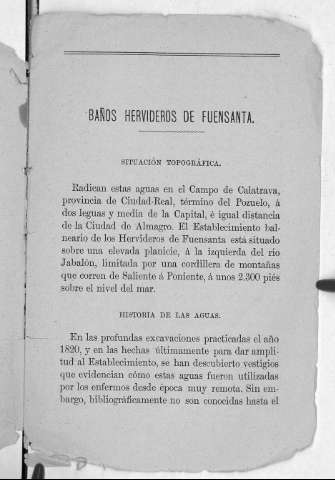 BAÑOS HERVIDEROS DE FUENSANTA.
SITUACIÓN TOPOGRÁFICA.
Radican estas aguas en el Campo de Calatrava,
provincia de Ciudad-Real, término del Pozuelo, á
dos leguas y media de la Capital, é igual distancia
de la Ciudad de Almagro. El Establecimiento bal-
neario de los Hervideros de Fuensanta está situado
sobre una elevada planicie, á la izquierda del rio
Jabalón, limitada por una cordillera de montañas
que corren de Saliente á Poniente, á unos 2.300 piés
sobre el nivel del mar.
HISTORIA DE LAS AGUAS.
En las profundas excavaciones practicadas el año
1820, y en las hechas últimamente para dar ampli-
tud al Establecimiento, se han descubierto vestigios
que evidencian cómo estas aguas fueron utilizadas
por los enfermos desde época muy remota. Sin em-
bargo, bibliográficamente no son conocidas hasta el